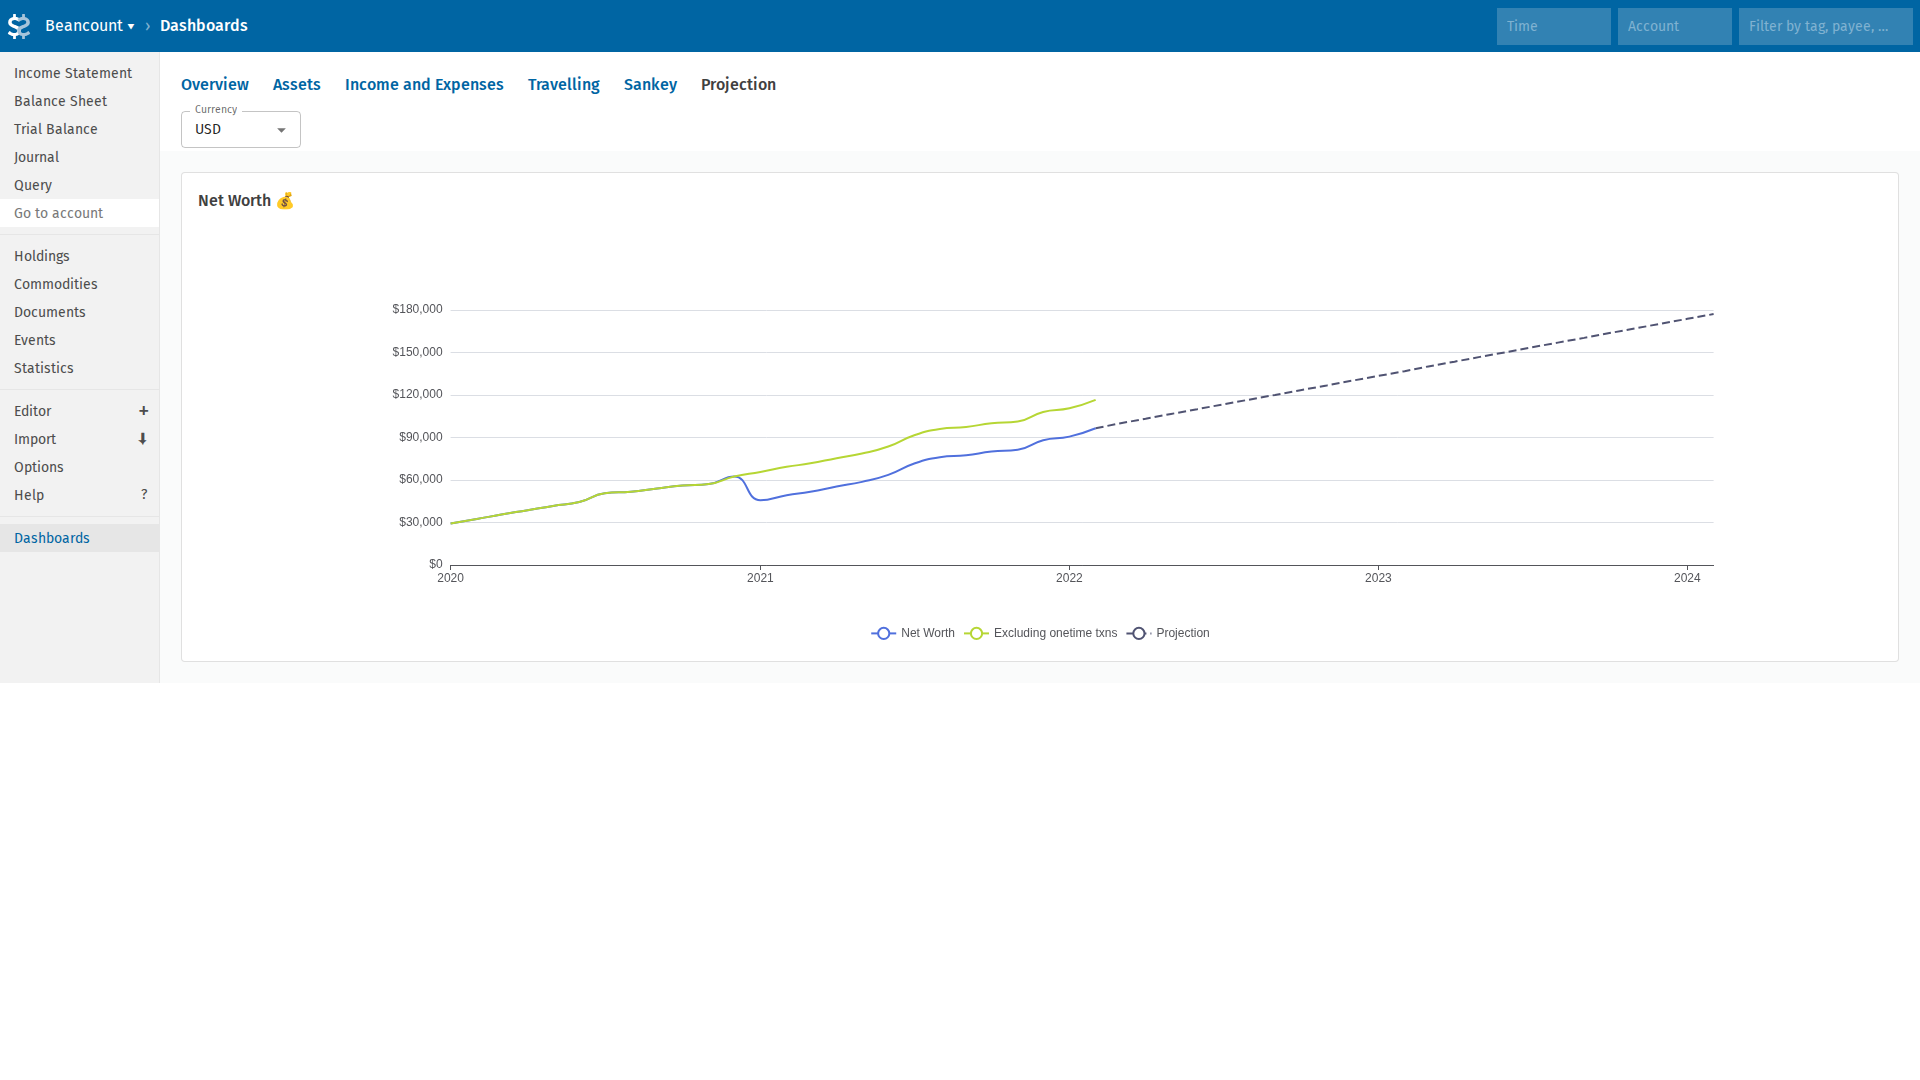 Beancount ▾ › Dashboards
Time
Account
Filter by tag, payee, ...
Income Statement
Balance Sheet
Trial Balance
Journal
Query
Go to account
Holdings
Commodities
Documents
Events
Statistics
Editor +
Import ⬇
Options
Help ?
Dashboards
Overview Assets Income and Expenses Travelling Sankey Projection
Currency
USD
Net Worth 💰
$180,000
$150,000
$120,000
$90,000
$60,000
$30,000
$0
2020 2021 2022 2023 2024
Net Worth Excluding onetime txns Projection